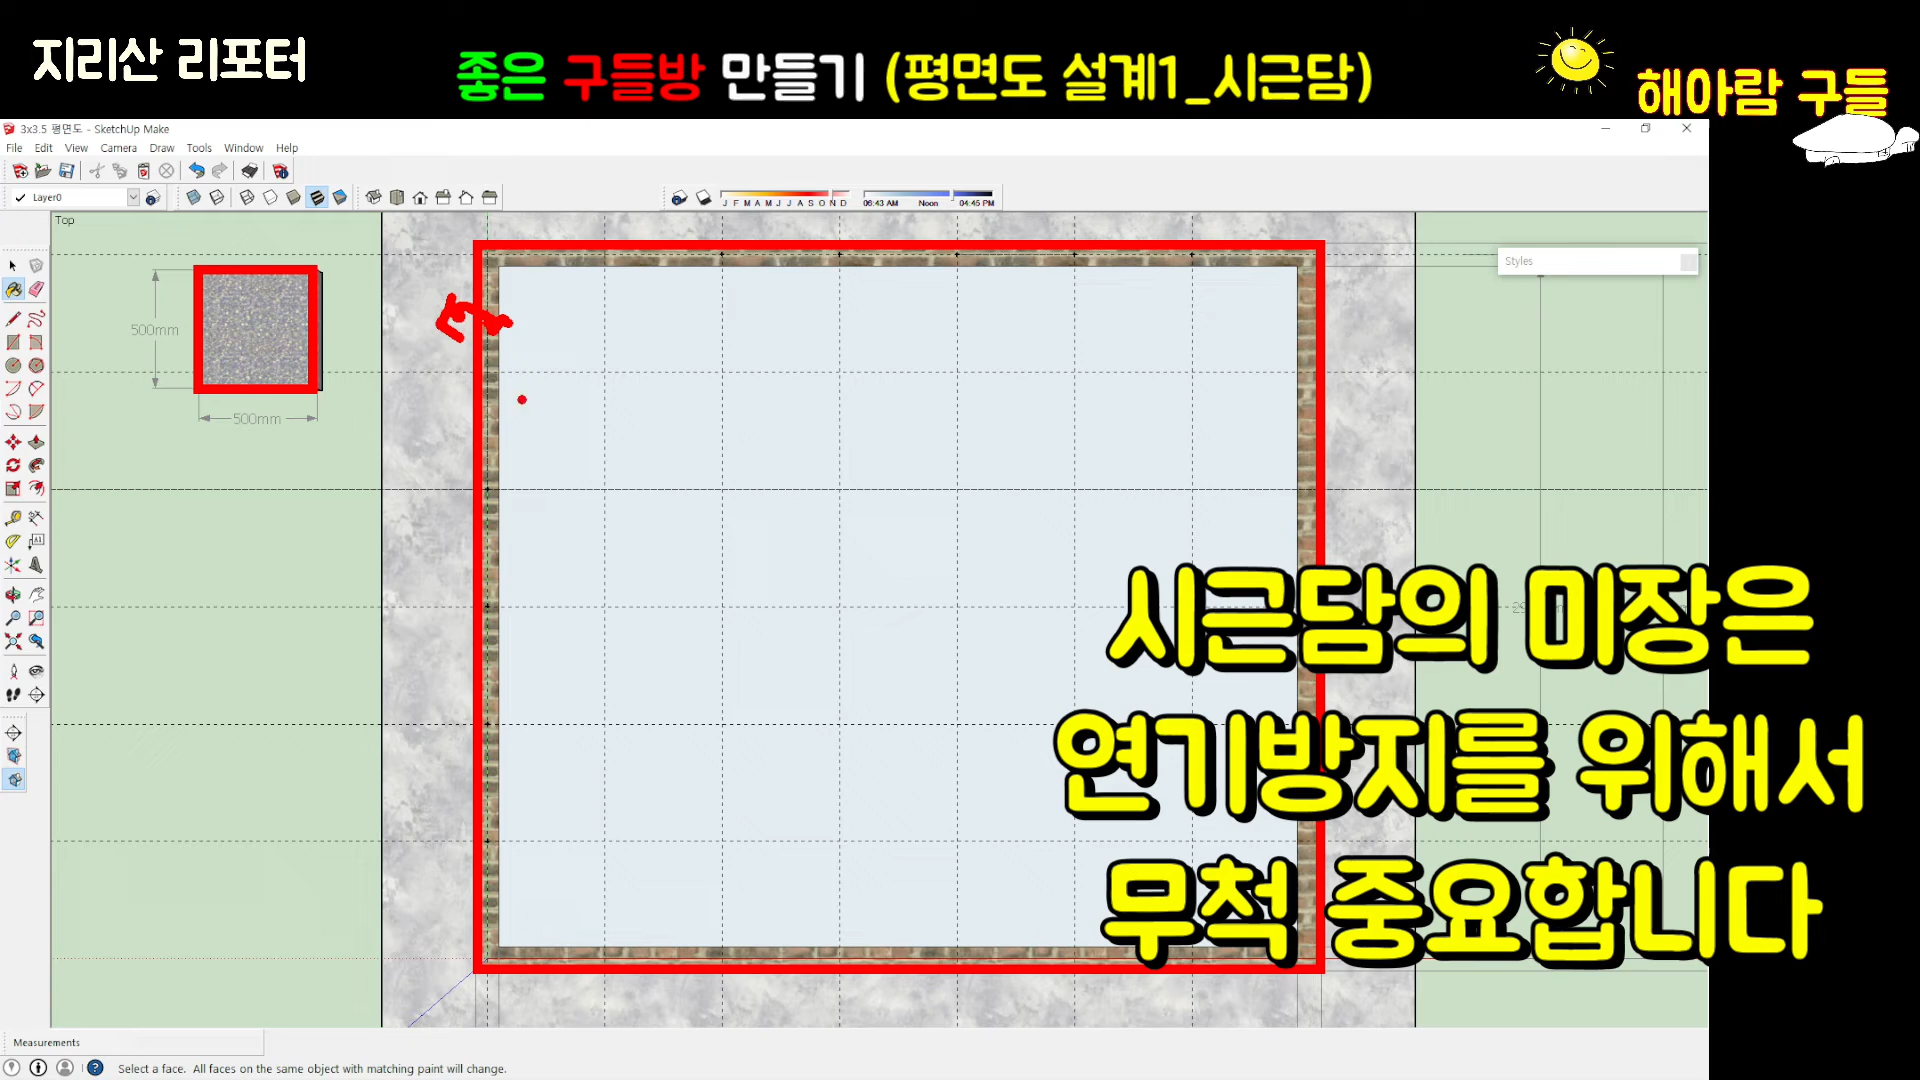 지리산 리포터
좋은 구들방 만들기 (평면도 설계1_시근담)
해아람 구들
3x3.5 평면도 - SketchUp Make
File Edit View Camera Draw Tools Window Help
Layer0
J F M A M J J A S O N D
06:43 AM Noon 04:45 PM
Top
Styles
500mm
500mm
시근담의 미장은
연기방지를 위해서
무척 중요합니다
Measurements
Select a face. All faces on the same object with matching paint will change.